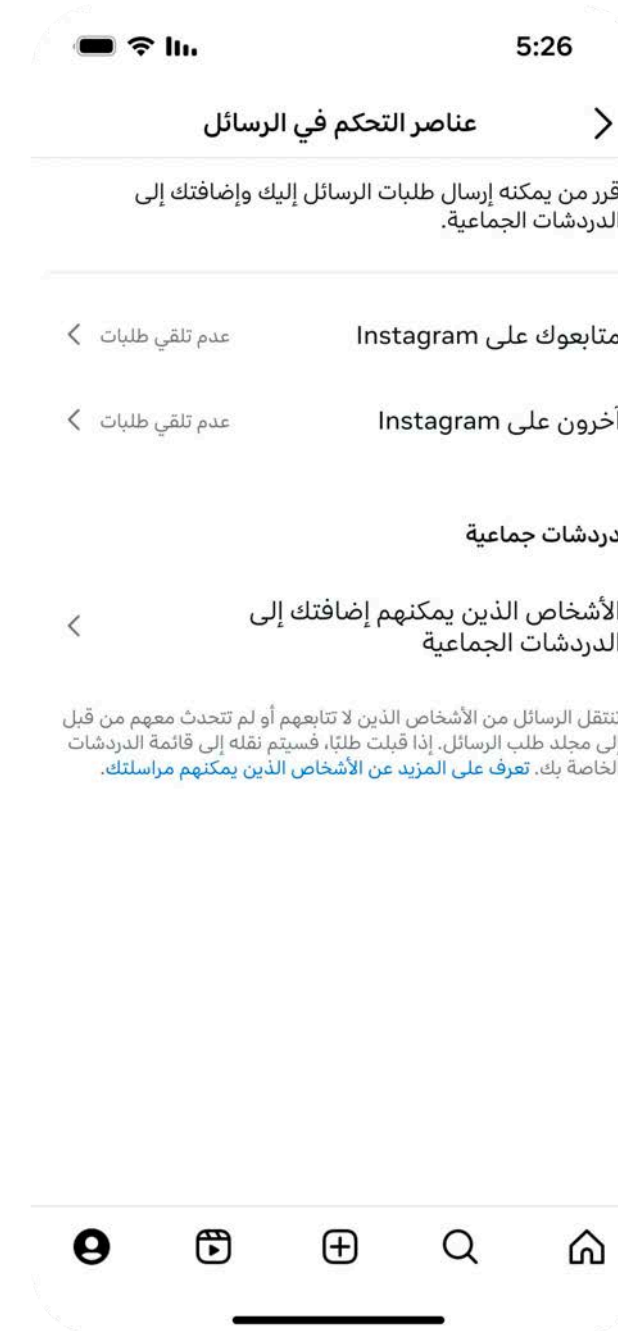 5:26
عناصر التحكم في الرسائل
قرر من يمكنه إرسال طلبات الرسائل إليك وإضافتك إلى
الدردشات الجماعية.
متابعوك على Instagram عدم تلقي طلبات
آخرون على Instagram عدم تلقي طلبات
دردشات جماعية
الأشخاص الذين يمكنهم إضافتك إلى
الدردشات الجماعية
تنتقل الرسائل من الأشخاص الذين لا تتابعهم أو لم تتحدث معهم من قبل
إلى مجلد طلب الرسائل. إذا قبلت طلبًا، فسيتم نقله إلى قائمة الدردشات
الخاصة بك. تعرف على المزيد عن الأشخاص الذين يمكنهم مراسلتك.